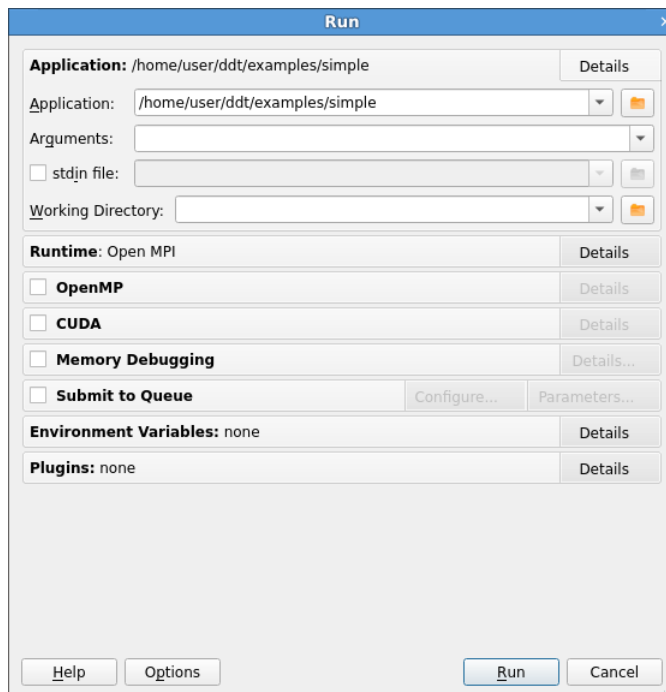 Run
Application: /home/user/ddt/examples/simple Details
Application: /home/user/ddt/examples/simple
Arguments:
stdin file:
Working Directory:
Runtime: Open MPI Details
OpenMP Details
CUDA Details
Memory Debugging Details...
Submit to Queue Configure... Parameters...
Environment Variables: none Details
Plugins: none Details
Help Options Run Cancel